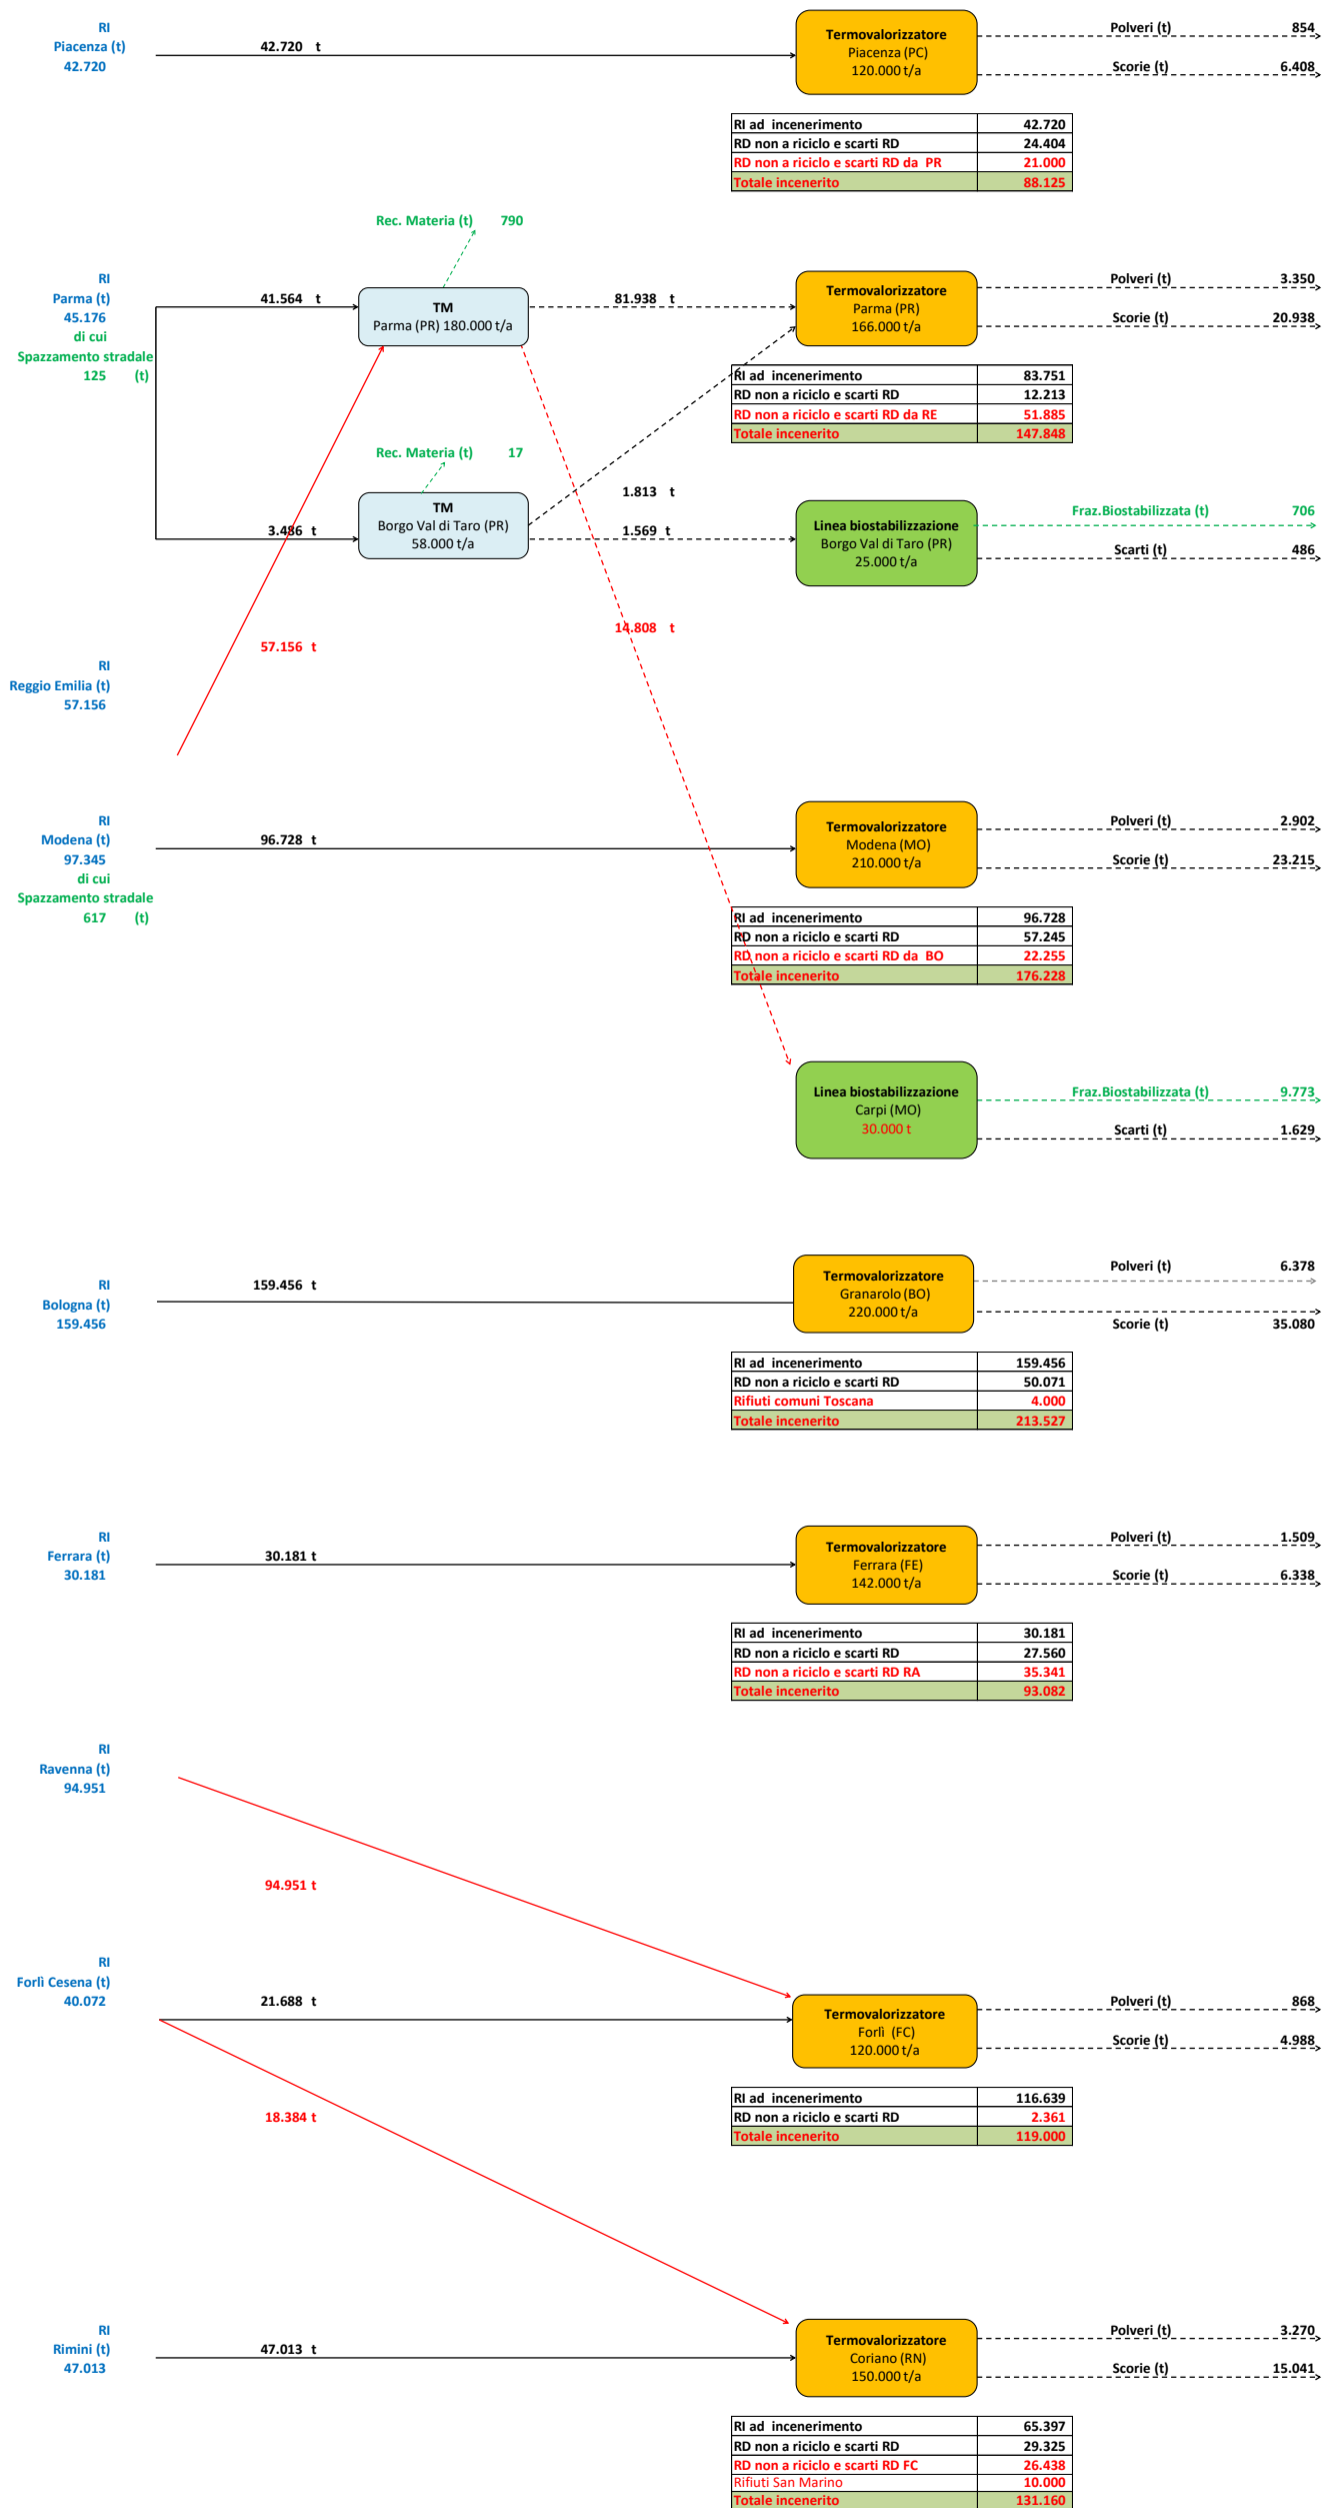 RI
Piacenza (t)
42.720
42.720 t
Termovalorizzatore
Piacenza (PC)
120.000 t/a
Polveri (t) 854
Scorie (t) 6.408
RI ad incenerimento 42.720
RD non a riciclo e scarti RD 24.404
RD non a riciclo e scarti RD da PR 21.000
Totale incenerito 88.125
Rec. Materia (t) 790
RI
Parma (t)
45.176
di cui
Spazzamento stradale
125 (t)
41.564 t
TM
Parma (PR) 180.000 t/a
81.938 t
Termovalorizzatore
Parma (PR)
166.000 t/a
Polveri (t) 3.350
Scorie (t) 20.938
RI ad incenerimento 83.751
RD non a riciclo e scarti RD 12.213
RD non a riciclo e scarti RD da RE 51.885
Totale incenerito 147.848
Rec. Materia (t) 17
3.486 t
TM
Borgo Val di Taro (PR)
58.000 t/a
1.813 t
1.569 t
Linea biostabilizzazione
Borgo Val di Taro (PR)
25.000 t/a
Fraz.Biostabilizzata (t) 706
Scarti (t) 486
14.808 t
57.156 t
RI
Reggio Emilia (t)
57.156
RI
Modena (t)
97.345
di cui
Spazzamento stradale
617 (t)
96.728 t
Termovalorizzatore
Modena (MO)
210.000 t/a
Polveri (t) 2.902
Scorie (t) 23.215
RI ad incenerimento 96.728
RD non a riciclo e scarti RD 57.245
RD non a riciclo e scarti RD da BO 22.255
Totale incenerito 176.228
Linea biostabilizzazione
Carpi (MO)
30.000 t
Fraz.Biostabilizzata (t) 9.773
Scarti (t) 1.629
RI
Bologna (t)
159.456
159.456 t
Termovalorizzatore
Granarolo (BO)
220.000 t/a
Polveri (t) 6.378
Scorie (t) 35.080
RI ad incenerimento 159.456
RD non a riciclo e scarti RD 50.071
Rifiuti comuni Toscana 4.000
Totale incenerito 213.527
RI
Ferrara (t)
30.181
30.181 t
Termovalorizzatore
Ferrara (FE)
142.000 t/a
Polveri (t) 1.509
Scorie (t) 6.338
RI ad incenerimento 30.181
RD non a riciclo e scarti RD 27.560
RD non a riciclo e scarti RD RA 35.341
Totale incenerito 93.082
RI
Ravenna (t)
94.951
94.951 t
RI
Forlì Cesena (t)
40.072
21.688 t
Termovalorizzatore
Forlì (FC)
120.000 t/a
Polveri (t) 868
Scorie (t) 4.988
RI ad incenerimento 116.639
RD non a riciclo e scarti RD 2.361
Totale incenerito 119.000
18.384 t
RI
Rimini (t)
47.013
47.013 t
Termovalorizzatore
Coriano (RN)
150.000 t/a
Polveri (t) 3.270
Scorie (t) 15.041
RI ad incenerimento 65.397
RD non a riciclo e scarti RD 29.325
RD non a riciclo e scarti RD FC 26.438
Rifiuti San Marino 10.000
Totale incenerito 131.160